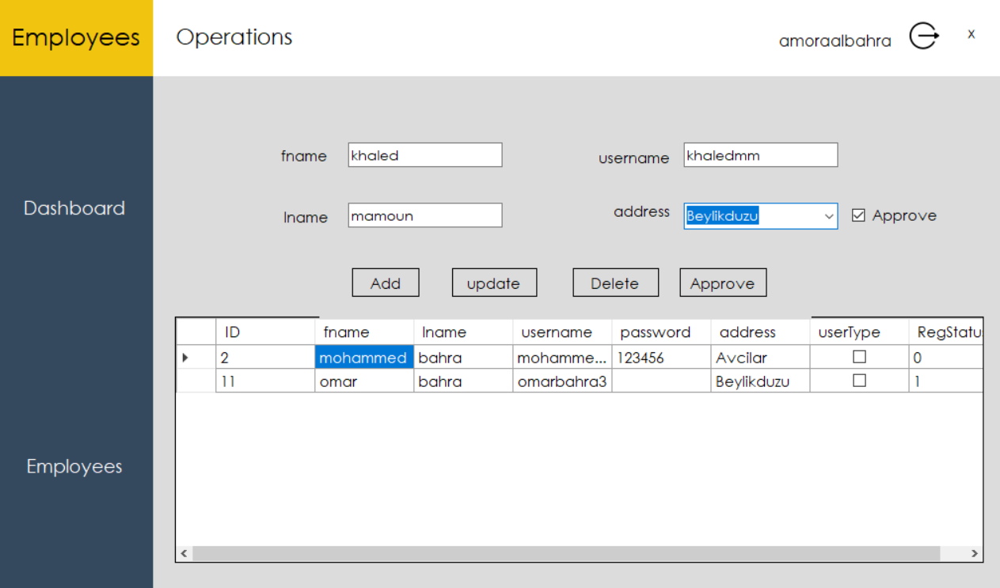 Employees
Operations
amoraalbahra
x
Dashboard
Employees
fname khaled username khaledmm
lname mamoun address Beylikduzu Approve
Add update Delete Approve
ID fname lname username password address userType RegStatu
2 mohammed bahra mohamme... 123456 Avcilar 0
11 omar bahra omarbahra3 Beylikduzu 1